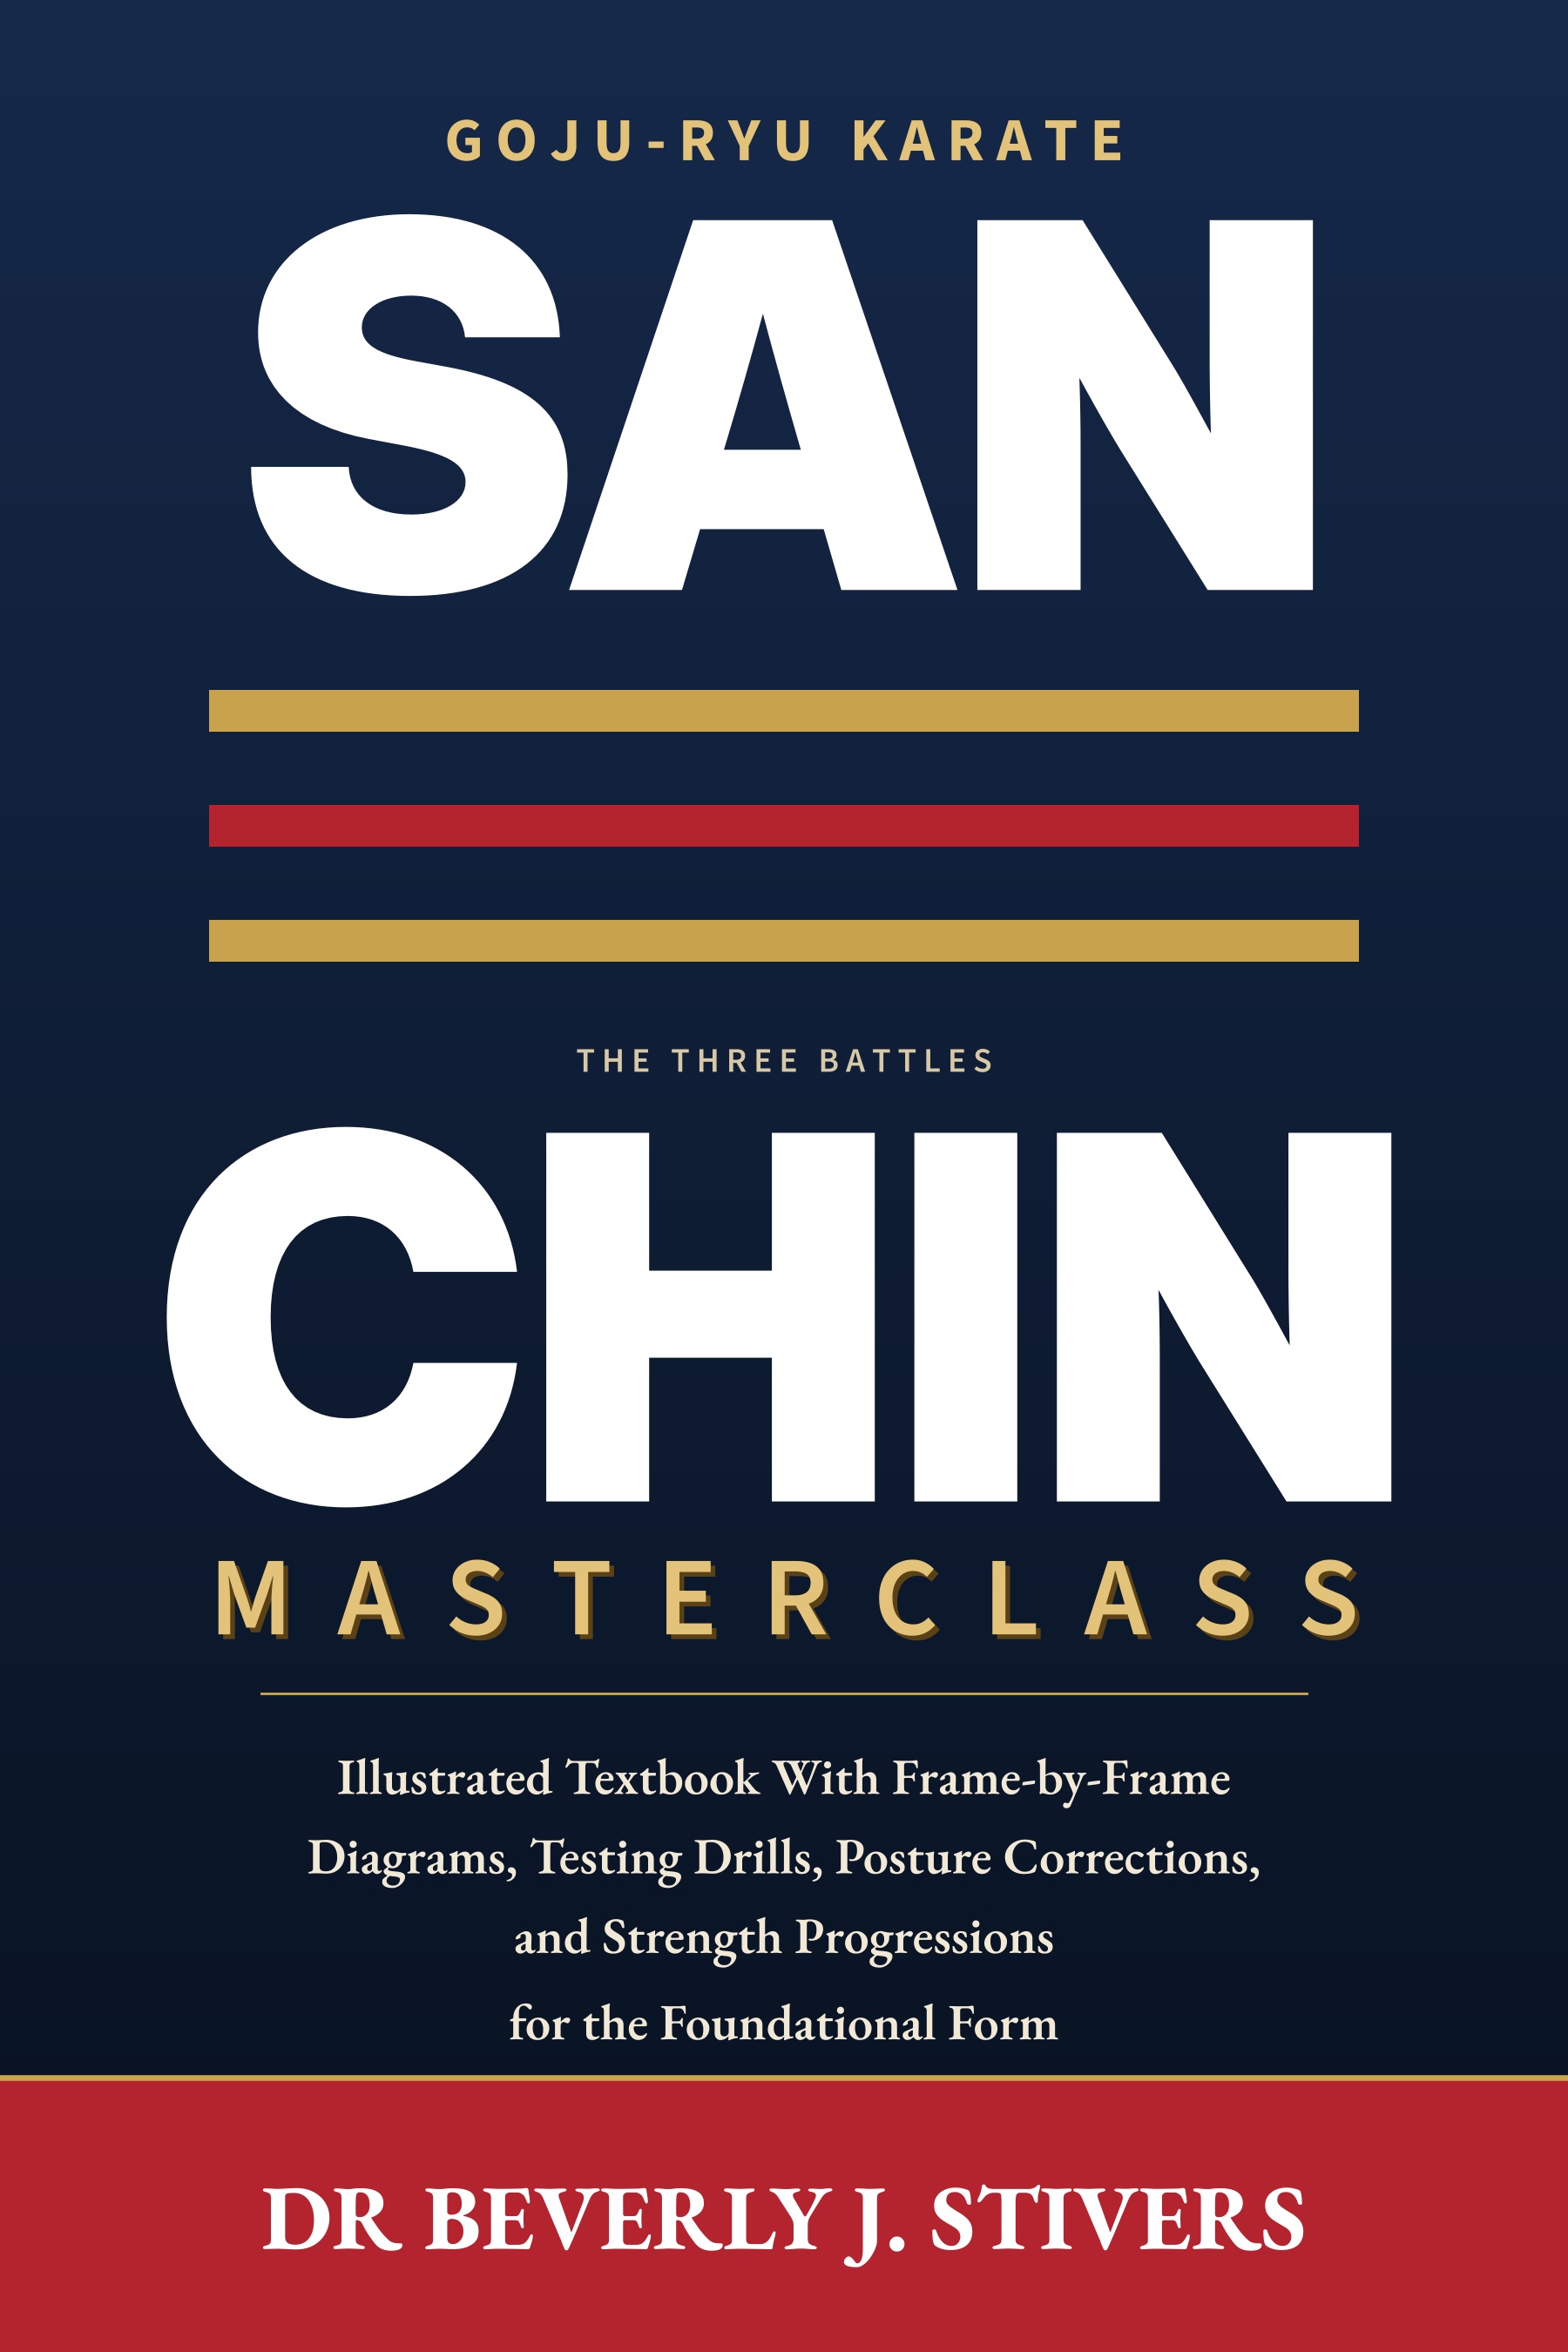 GOJU-RYU KARATE
SAN
THE THREE BATTLES
CHIN
MASTERCLASS
Illustrated Textbook With Frame-by-Frame
Diagrams, Testing Drills, Posture Corrections,
and Strength Progressions
for the Foundational Form
DR BEVERLY J. STIVERS